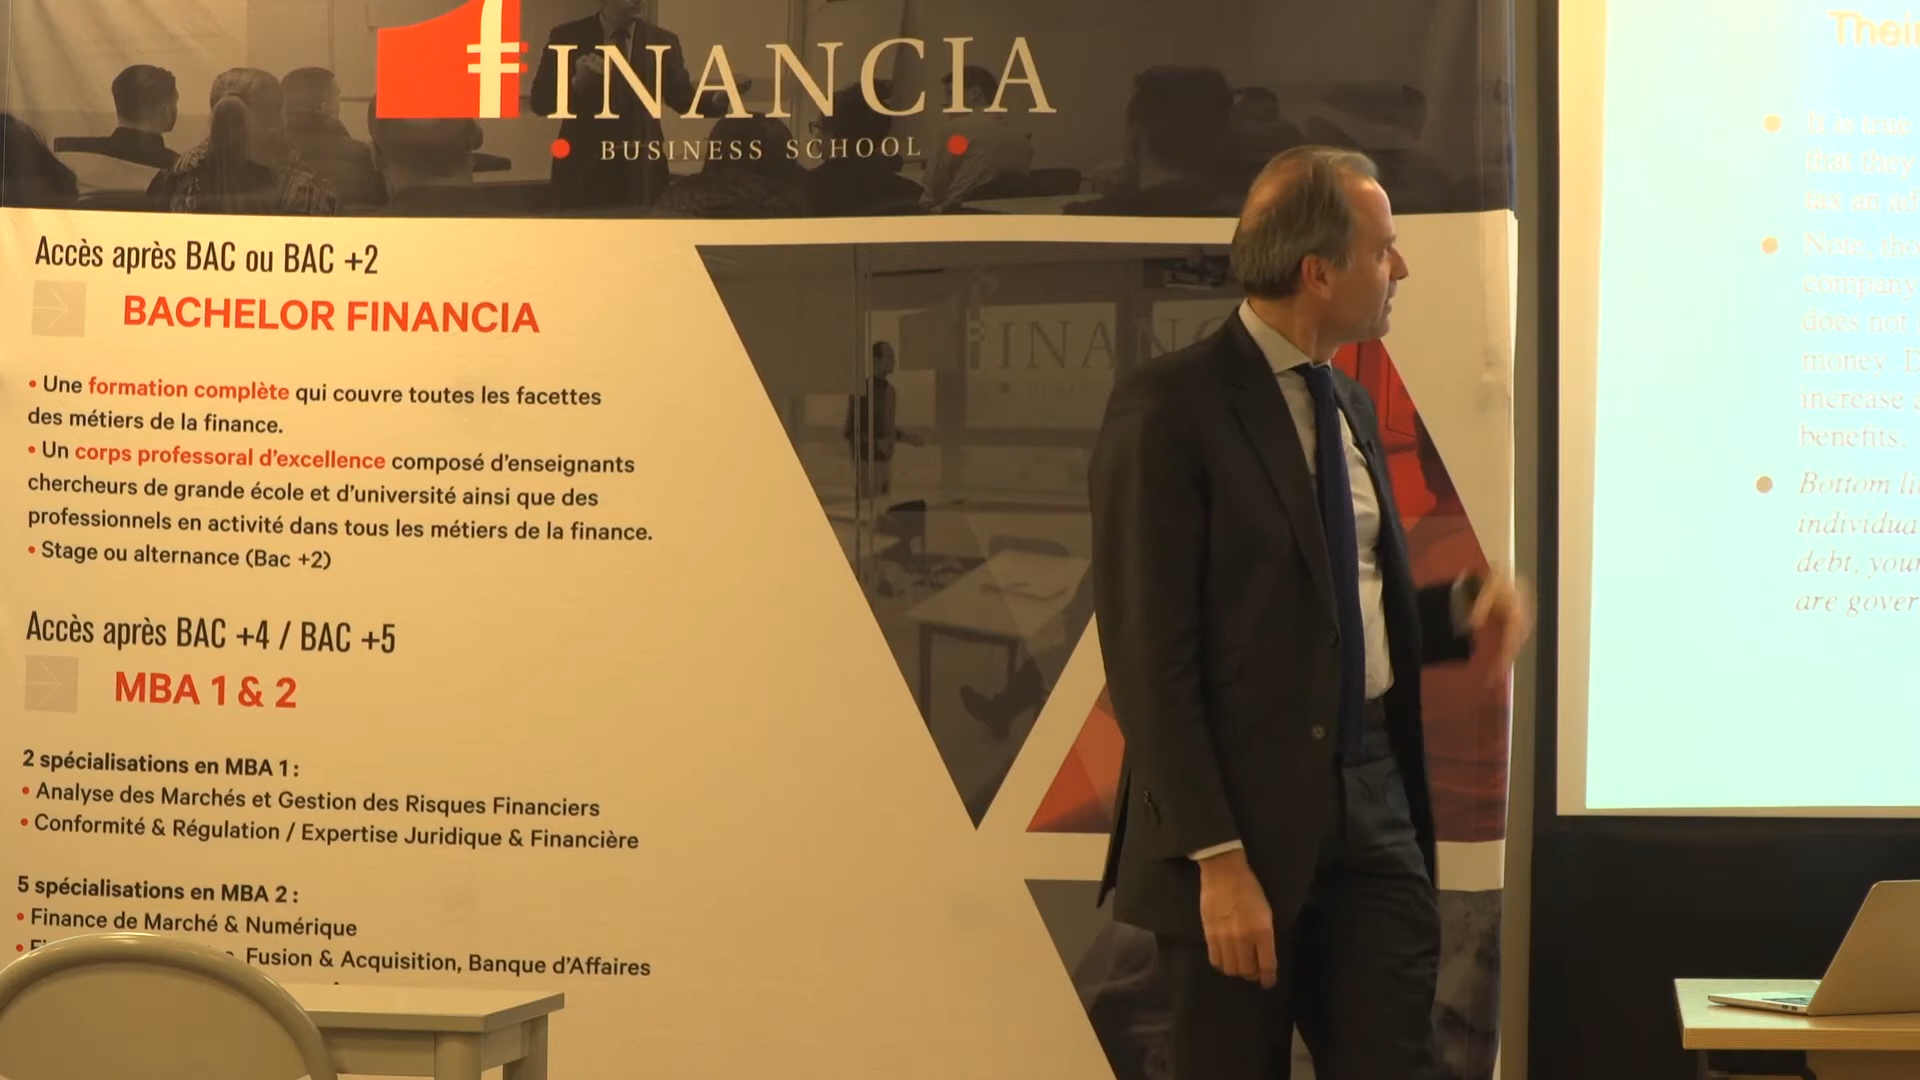 FINANCIA
• BUSINESS SCHOOL •
Accès après BAC ou BAC +2
BACHELOR FINANCIA
• Une formation complète qui couvre toutes les facettes
des métiers de la finance.
• Un corps professoral d'excellence composé d'enseignants
chercheurs de grande école et d'université ainsi que des
professionnels en activité dans tous les métiers de la finance.
• Stage ou alternance (Bac +2)
Accès après BAC +4 / BAC +5
MBA 1 & 2
2 spécialisations en MBA 1 :
• Analyse des Marchés et Gestion des Risques Financiers
• Conformité & Régulation / Expertise Juridique & Financière
5 spécialisations en MBA 2 :
• Finance de Marché & Numérique
Fusion & Acquisition, Banque d'Affaires
INANC
• It is true
that they
tax an
• Note,
company
does not
money.
increase
benefits.
• Bottom
debt,
are